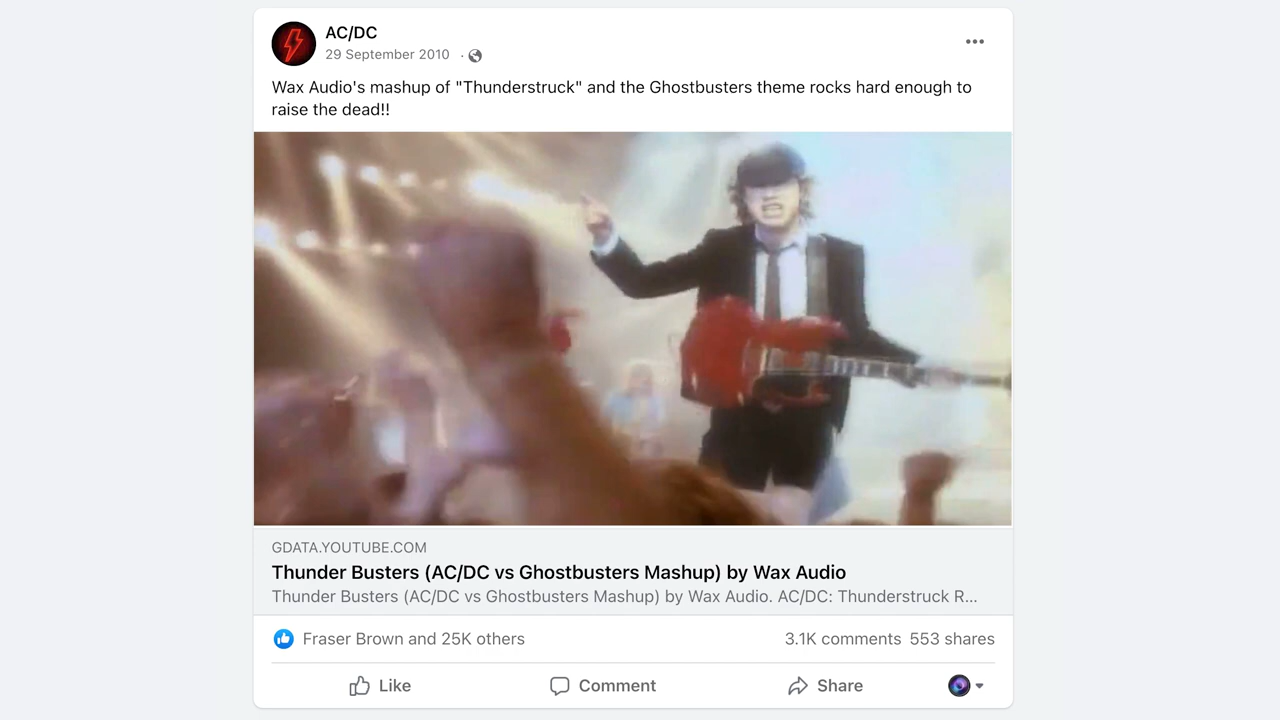 AC/DC
29 September 2010 ·
Wax Audio's mashup of "Thunderstruck" and the Ghostbusters theme rocks hard enough to
raise the dead!!
GDATA.YOUTUBE.COM
Thunder Busters (AC/DC vs Ghostbusters Mashup) by Wax Audio
Thunder Busters (AC/DC vs Ghostbusters Mashup) by Wax Audio. AC/DC: Thunderstruck R...
Fraser Brown and 25K others 3.1K comments 553 shares
Like Comment Share